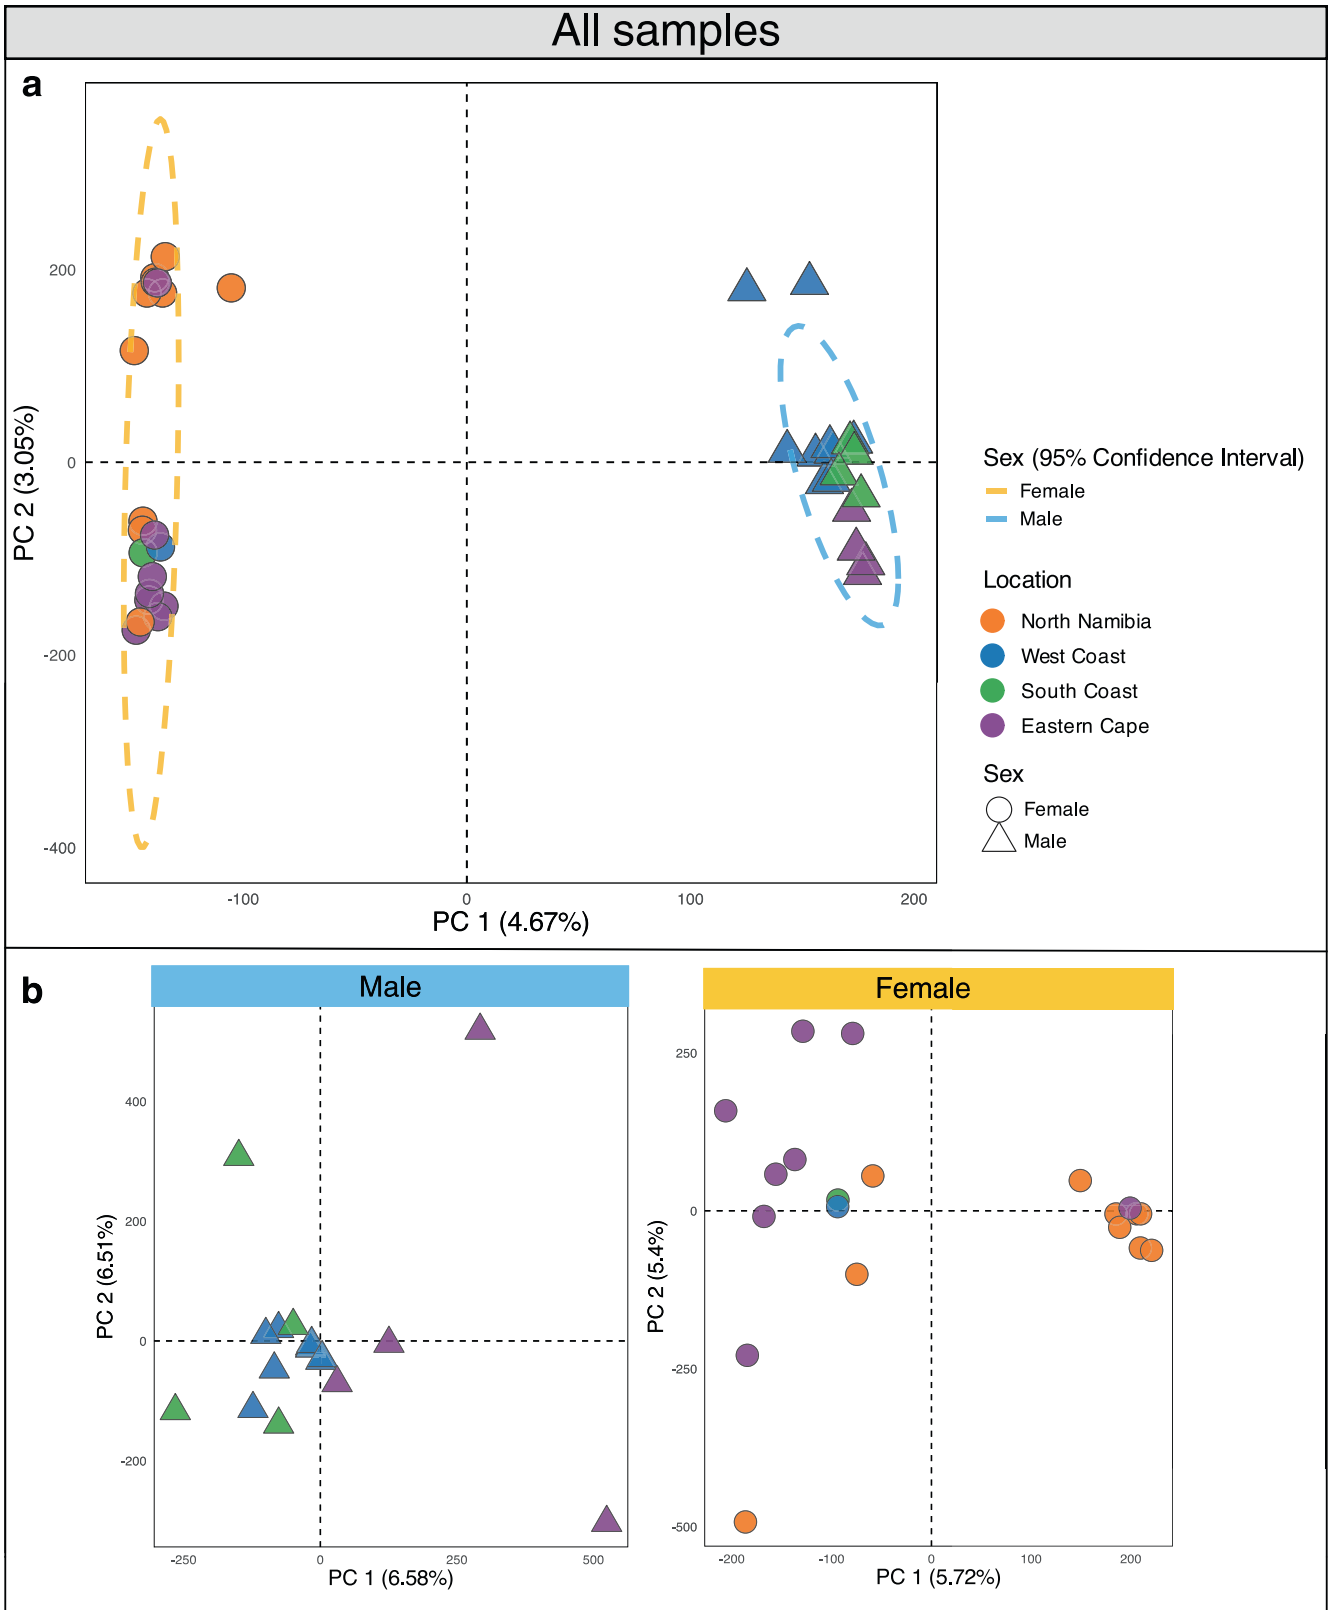 All samples
a
200
0
-200
-400
PC 2 (3.05%)
-100
0
100
200
PC 1 (4.67%)
Sex (95% Confidence Interval)
Female
Male
Location
North Namibia
West Coast
South Coast
Eastern Cape
Sex
Female
Male
b
Male
400
200
0
-200
PC 2 (6.51%)
-250
0
250
500
PC 1 (6.58%)
Female
250
0
-250
-500
PC 2 (5.4%)
-200
-100
0
100
200
PC 1 (5.72%)